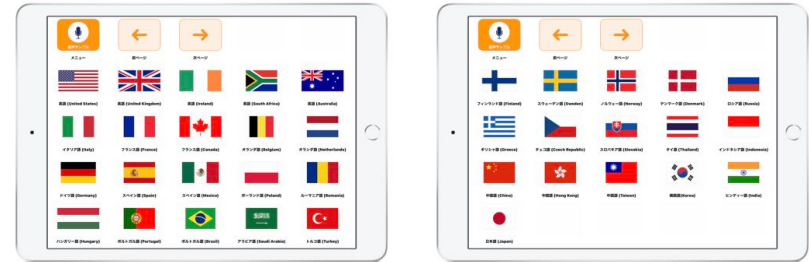 音声サンプル
メニュー 前ページ 次ページ
英語 (United States) 英語 (United Kingdom) 英語 (Ireland) 英語 (South Africa) 英語 (Australia)
イタリア語 (Italy) フランス語 (France) フランス語 (Canada) オランダ語 (Belgium) オランダ語 (Netherlands)
ドイツ語 (Germany) スペイン語 (Spain) スペイン語 (Mexico) ポーランド語 (Poland) ルーマニア語 (Romania)
ハンガリー語 (Hungary) ポルトガル語 (Portugal) ポルトガル語 (Brazil) アラビア語 (Saudi Arabia) トルコ語 (Turkey)
音声サンプル
メニュー 前ページ 次ページ
フィンランド語 (Finland) スウェーデン語 (Sweden) ノルウェー語 (Norway) デンマーク語 (Denmark) ロシア語 (Russia)
ギリシャ語 (Greece) チェコ語 (Czech Republic) スロバキア語 (Slovakia) タイ語 (Thailand) インドネシア語 (Indonesia)
中国語 (China) 中国語 (Hong Kong) 中国語 (Taiwan) 韓国語(Korea) ヒンディー語 (India)
日本語 (Japan)